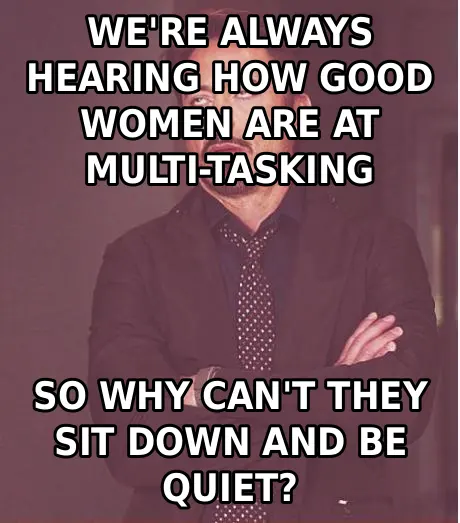 WE'RE ALWAYS
HEARING HOW GOOD
WOMEN ARE AT
MULTI-TASKING
SO WHY CAN'T THEY
SIT DOWN AND BE
QUIET?